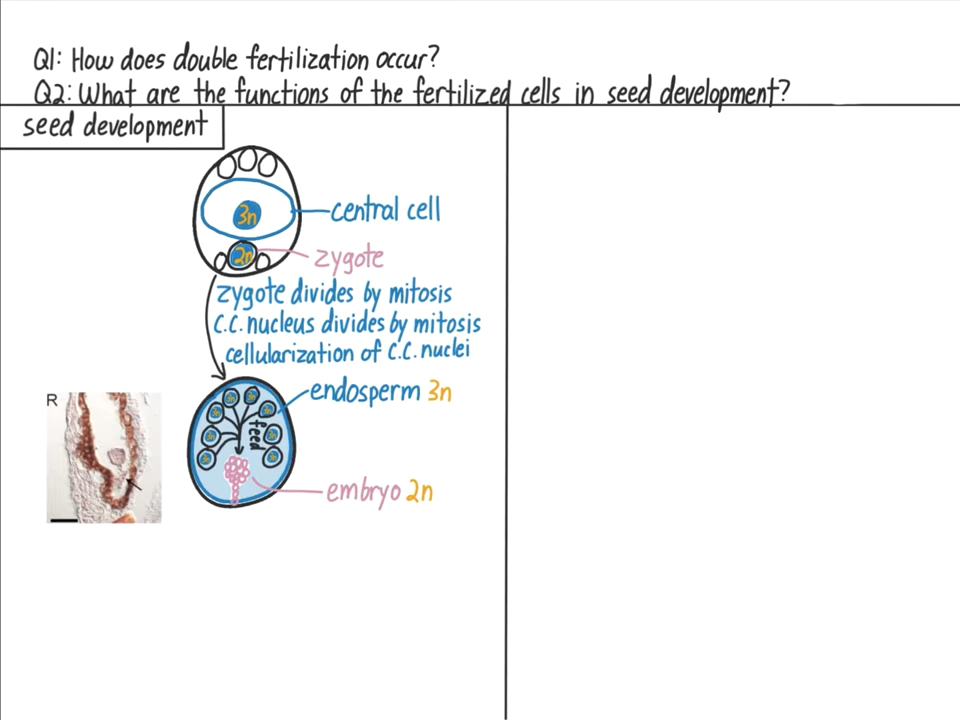 Q1: How does double fertilization occur?
Q2: What are the functions of the fertilized cells in seed development?
seed development
3n
central cell
2n
zygote
zygote divides by mitosis
C.C. nucleus divides by mitosis
cellularization of C.C. nuclei
endosperm 3n
R
feed
embryo 2n